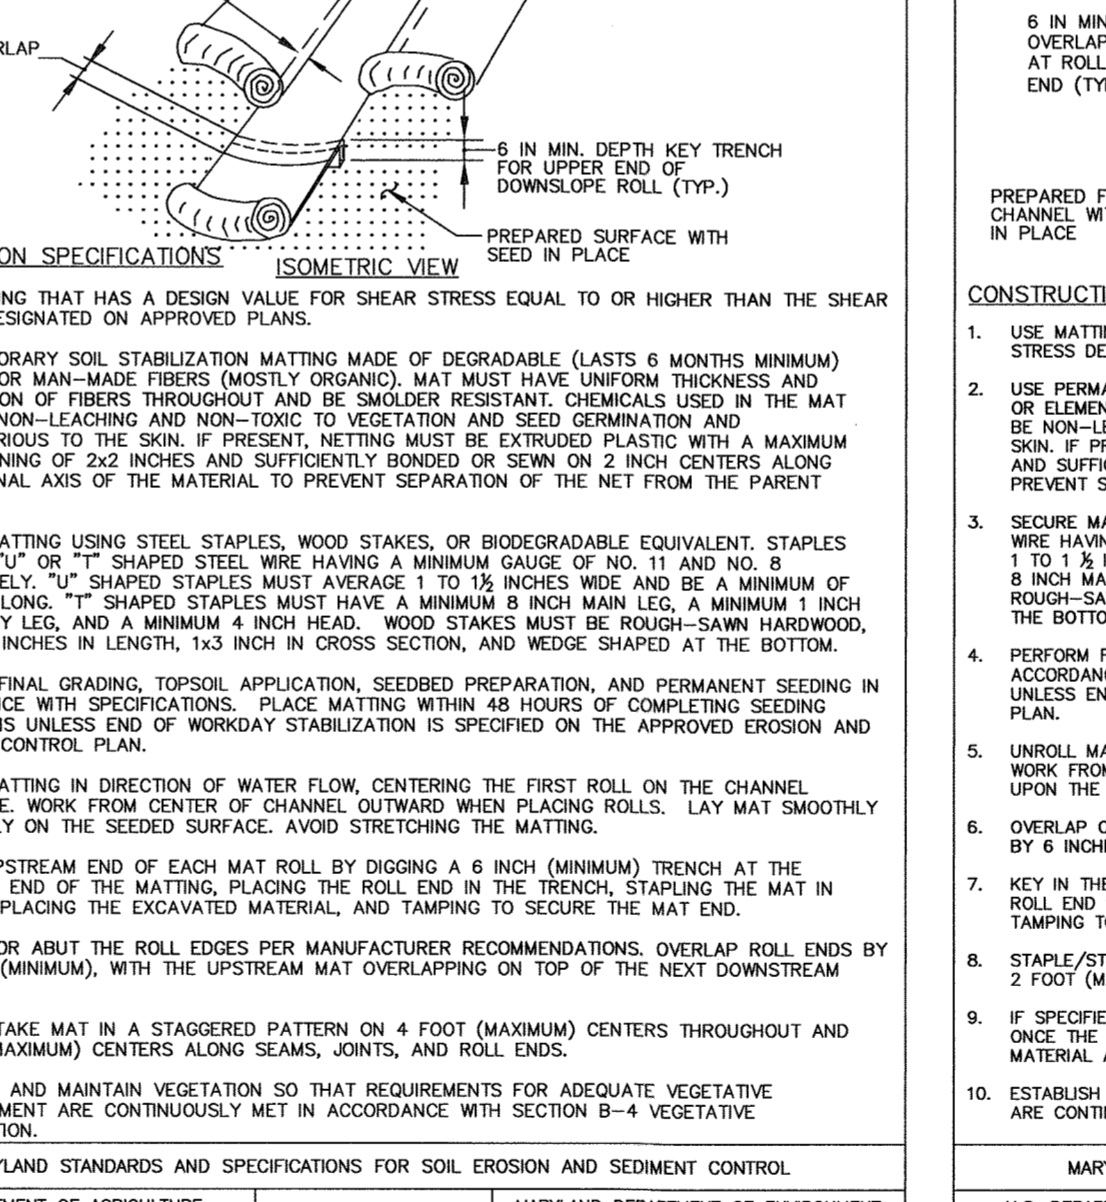 RLAP
6 IN MIN. DEPTH KEY TRENCH
FOR UPPER END OF
DOWNSLOPE ROLL (TYP.)
PREPARED SURFACE WITH
SEED IN PLACE
ON SPECIFICATIONS
ISOMETRIC VIEW
ING THAT HAS A DESIGN VALUE FOR SHEAR STRESS EQUAL TO OR HIGHER THAN THE SHEAR
ESIGNATED ON APPROVED PLANS.
ORARY SOIL STABILIZATION MATTING MADE OF DEGRADABLE (LASTS 6 MONTHS MINIMUM)
OR MAN-MADE FIBERS (MOSTLY ORGANIC). MAT MUST HAVE UNIFORM THICKNESS AND
ON OF FIBERS THROUGHOUT AND BE SMOLDER RESISTANT. CHEMICALS USED IN THE MAT
NON-LEACHING AND NON-TOXIC TO VEGETATION AND SEED GERMINATION AND
RIOUS TO THE SKIN. IF PRESENT, NETTING MUST BE EXTRUDED PLASTIC WITH A MAXIMUM
NING OF 2x2 INCHES AND SUFFICIENTLY BONDED OR SEWN ON 2 INCH CENTERS ALONG
NAL AXIS OF THE MATERIAL TO PREVENT SEPARATION OF THE NET FROM THE PARENT
ATTING USING STEEL STAPLES, WOOD STAKES, OR BIODEGRADABLE EQUIVALENT. STAPLES
"U" OR "T" SHAPED STEEL WIRE HAVING A MINIMUM GAUGE OF NO. 11 AND NO. 8
ELY. "U" SHAPED STAPLES MUST AVERAGE 1 TO 1½ INCHES WIDE AND BE A MINIMUM OF
LONG. "T" SHAPED STAPLES MUST HAVE A MINIMUM 8 INCH MAIN LEG, A MINIMUM 1 INCH
Y LEG, AND A MINIMUM 4 INCH HEAD. WOOD STAKES MUST BE ROUGH-SAWN HARDWOOD,
INCHES IN LENGTH, 1x3 INCH IN CROSS SECTION, AND WEDGE SHAPED AT THE BOTTOM.
FINAL GRADING, TOPSOIL APPLICATION, SEEDBED PREPARATION, AND PERMANENT SEEDING IN
CE WITH SPECIFICATIONS. PLACE MATTING WITHIN 48 HOURS OF COMPLETING SEEDING
IS UNLESS END OF WORKDAY STABILIZATION IS SPECIFIED ON THE APPROVED EROSION AND
CONTROL PLAN.
ATTING IN DIRECTION OF WATER FLOW, CENTERING THE FIRST ROLL ON THE CHANNEL
E. WORK FROM CENTER OF CHANNEL OUTWARD WHEN PLACING ROLLS. LAY MAT SMOOTHLY
LY ON THE SEEDED SURFACE. AVOID STRETCHING THE MATTING.
PSTREAM END OF EACH MAT ROLL BY DIGGING A 6 INCH (MINIMUM) TRENCH AT THE
END OF THE MATTING, PLACING THE ROLL END IN THE TRENCH, STAPLING THE MAT IN
PLACING THE EXCAVATED MATERIAL, AND TAMPING TO SECURE THE MAT END.
OR ABUT THE ROLL EDGES PER MANUFACTURER RECOMMENDATIONS. OVERLAP ROLL ENDS BY
(MINIMUM), WITH THE UPSTREAM MAT OVERLAPPING ON TOP OF THE NEXT DOWNSTREAM
TAKE MAT IN A STAGGERED PATTERN ON 4 FOOT (MAXIMUM) CENTERS THROUGHOUT AND
MAXIMUM) CENTERS ALONG SEAMS, JOINTS, AND ROLL ENDS.
AND MAINTAIN VEGETATION SO THAT REQUIREMENTS FOR ADEQUATE VEGETATIVE
MENT ARE CONTINUOUSLY MET IN ACCORDANCE WITH SECTION B-4 VEGETATIVE
TION.
YLAND STANDARDS AND SPECIFICATIONS FOR SOIL EROSION AND SEDIMENT CONTROL
6 IN MIN
OVERLAP
AT ROLL
END (TY
PREPARED F
CHANNEL WI
IN PLACE
CONSTRUCTI
1. USE MATTI
STRESS DE
2. USE PERMA
OR ELEMEN
BE NON-LE
SKIN. IF PR
AND SUFFI
PREVENT S
3. SECURE MA
WIRE HAVIN
1 TO 1 ½ I
8 INCH MA
ROUGH-SA
THE BOTTO
4. PERFORM F
ACCORDAN
UNLESS EN
PLAN.
5. UNROLL MA
WORK FROM
UPON THE
6. OVERLAP O
BY 6 INCH
7. KEY IN THE
ROLL END
TAMPING T
8. STAPLE/ST
2 FOOT (M
9. IF SPECIFIE
ONCE THE
MATERIAL
10. ESTABLISH
ARE CONTI
MARY